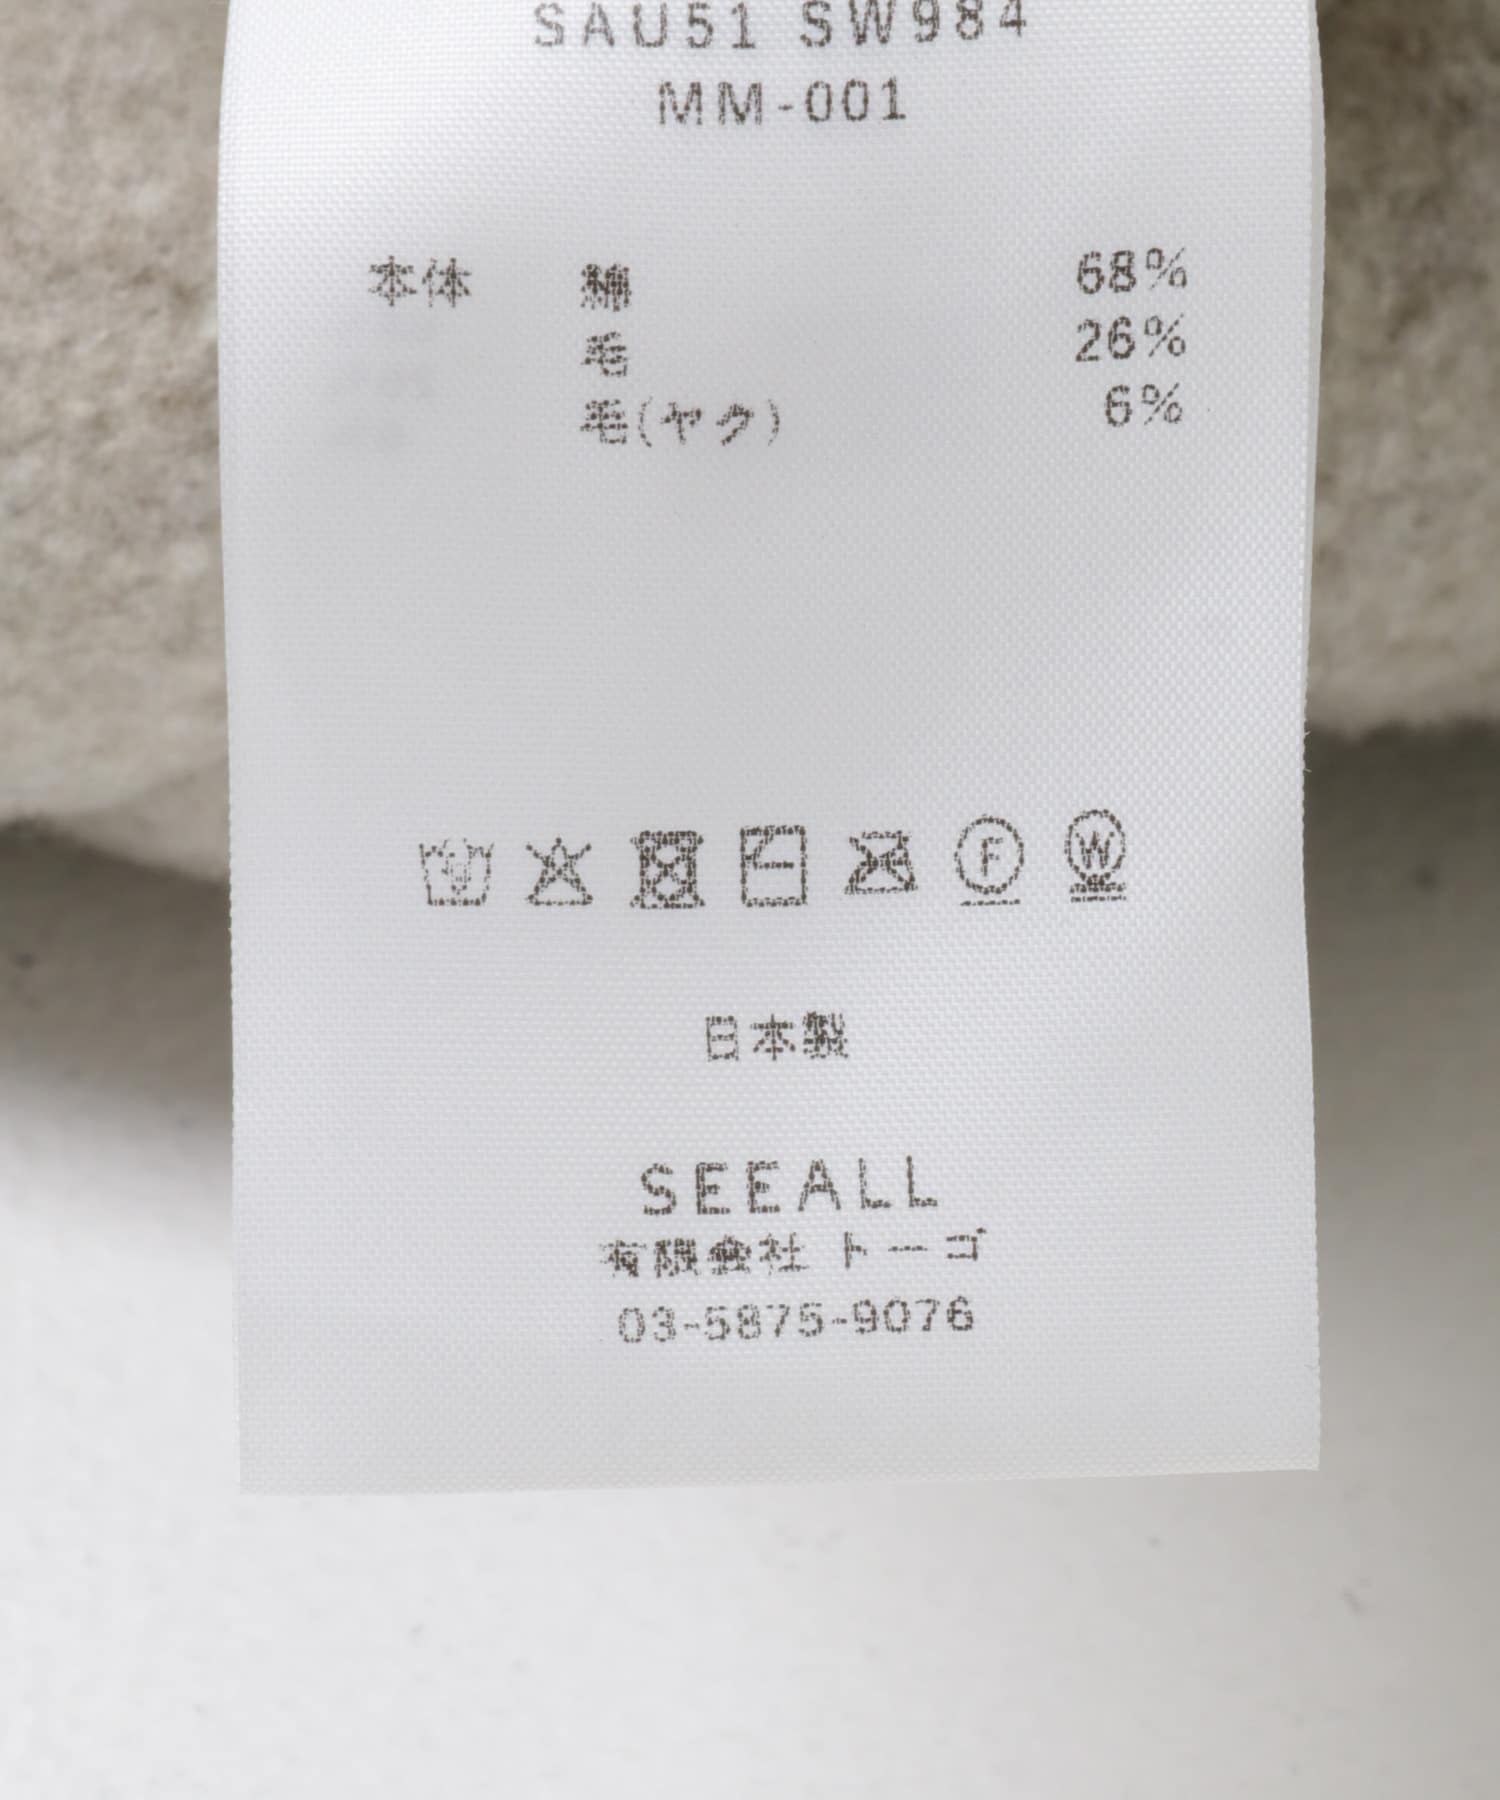 SAU51 SW984
MM-001
本体 綿 68%
毛 26%
毛(ヤク) 6%
F W
日本製
SEEALL
有限会社 トーゴ
03-5875-9076